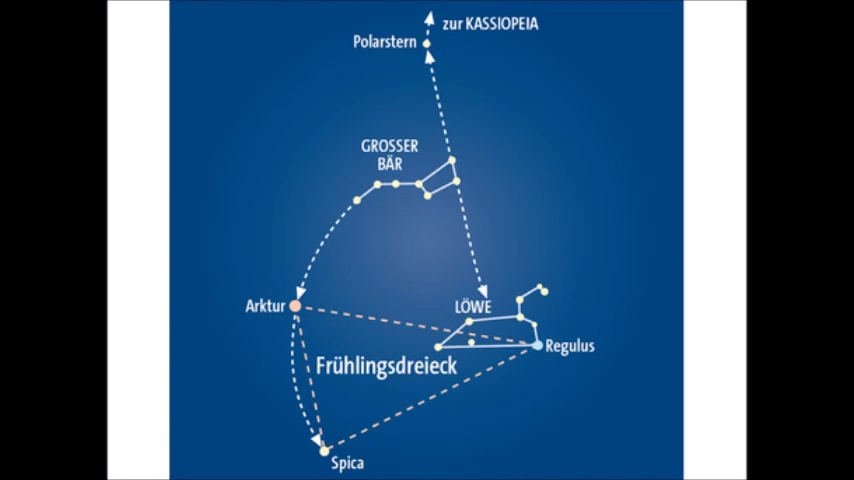 zur KASSIOPEIA
Polarstern
GROSSER
BÄR
Arktur
LÖWE
Regulus
Frühlingsdreieck
Spica